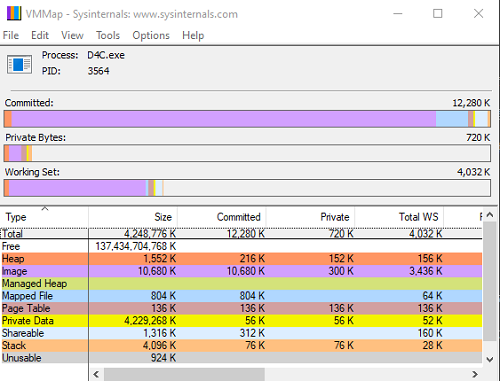 VMMap - Sysinternals: www.sysinternals.com
File Edit View Tools Options Help
Process: D4C.exe
PID: 3564
Committed: 12,280 K
Private Bytes: 720 K
Working Set: 4,032 K
Type Size Committed Private Total WS
Total 4,248,776 K 12,280 K 720 K 4,032 K
Free 137,434,704,768 K
Heap 1,552 K 216 K 152 K 156 K
Image 10,680 K 10,680 K 300 K 3,436 K
Managed Heap
Mapped File 804 K 804 K 64 K
Page Table 136 K 136 K 136 K 136 K
Private Data 4,229,268 K 56 K 56 K 52 K
Shareable 1,316 K 312 K 160 K
Stack 4,096 K 76 K 76 K 28 K
Unusable 924 K